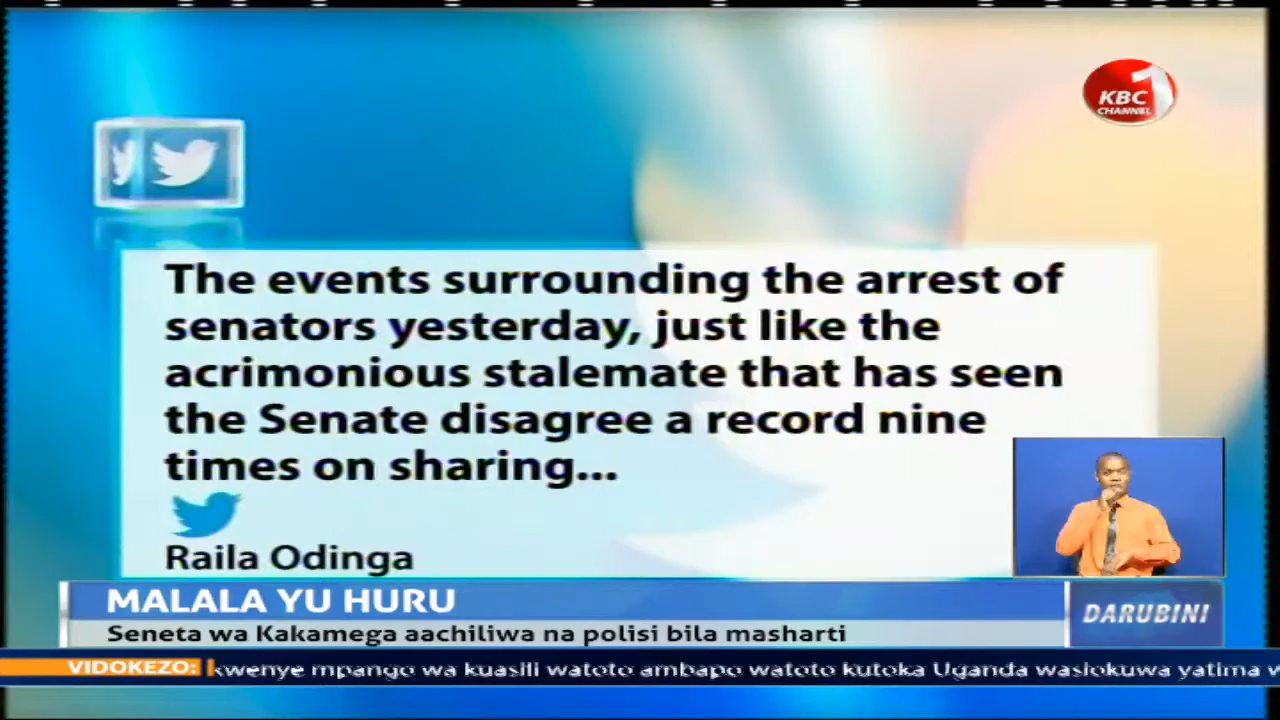 KBC 1
CHANNEL
The events surrounding the arrest of
senators yesterday, just like the
acrimonious stalemate that has seen
the Senate disagree a record nine
times on sharing...
Raila Odinga
MALALA YU HURU
Seneta wa Kakamega aachiliwa na polisi bila masharti
DARUBINI
VIDOKEZO: kwenye mpango wa kuasili watoto ambapo watoto kutoka Uganda wasiokuwa yatima w